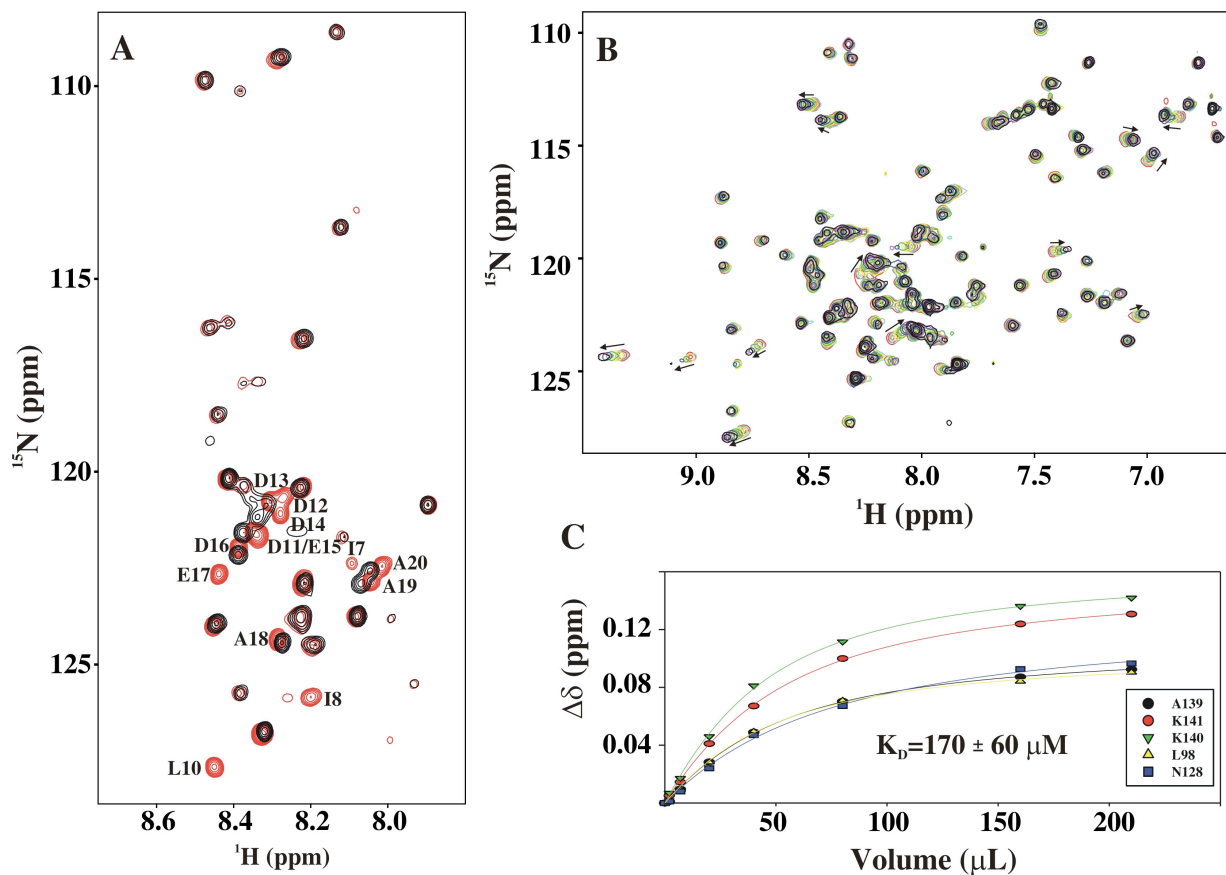 A
110
115
120
125
¹⁵N (ppm)
D13
D12
D14
D16
D11/E15
I7
E17
A20
A19
A18
I8
L10
8.6
8.4
8.2
8.0
¹H (ppm)
B
110
115
120
125
¹⁵N (ppm)
9.0
8.5
8.0
7.5
7.0
¹H (ppm)
C
0.12
0.08
0.04
Δδ (ppm)
K_D=170 ± 60 μM
A139
K141
K140
L98
N128
50
100
150
200
Volume (μL)